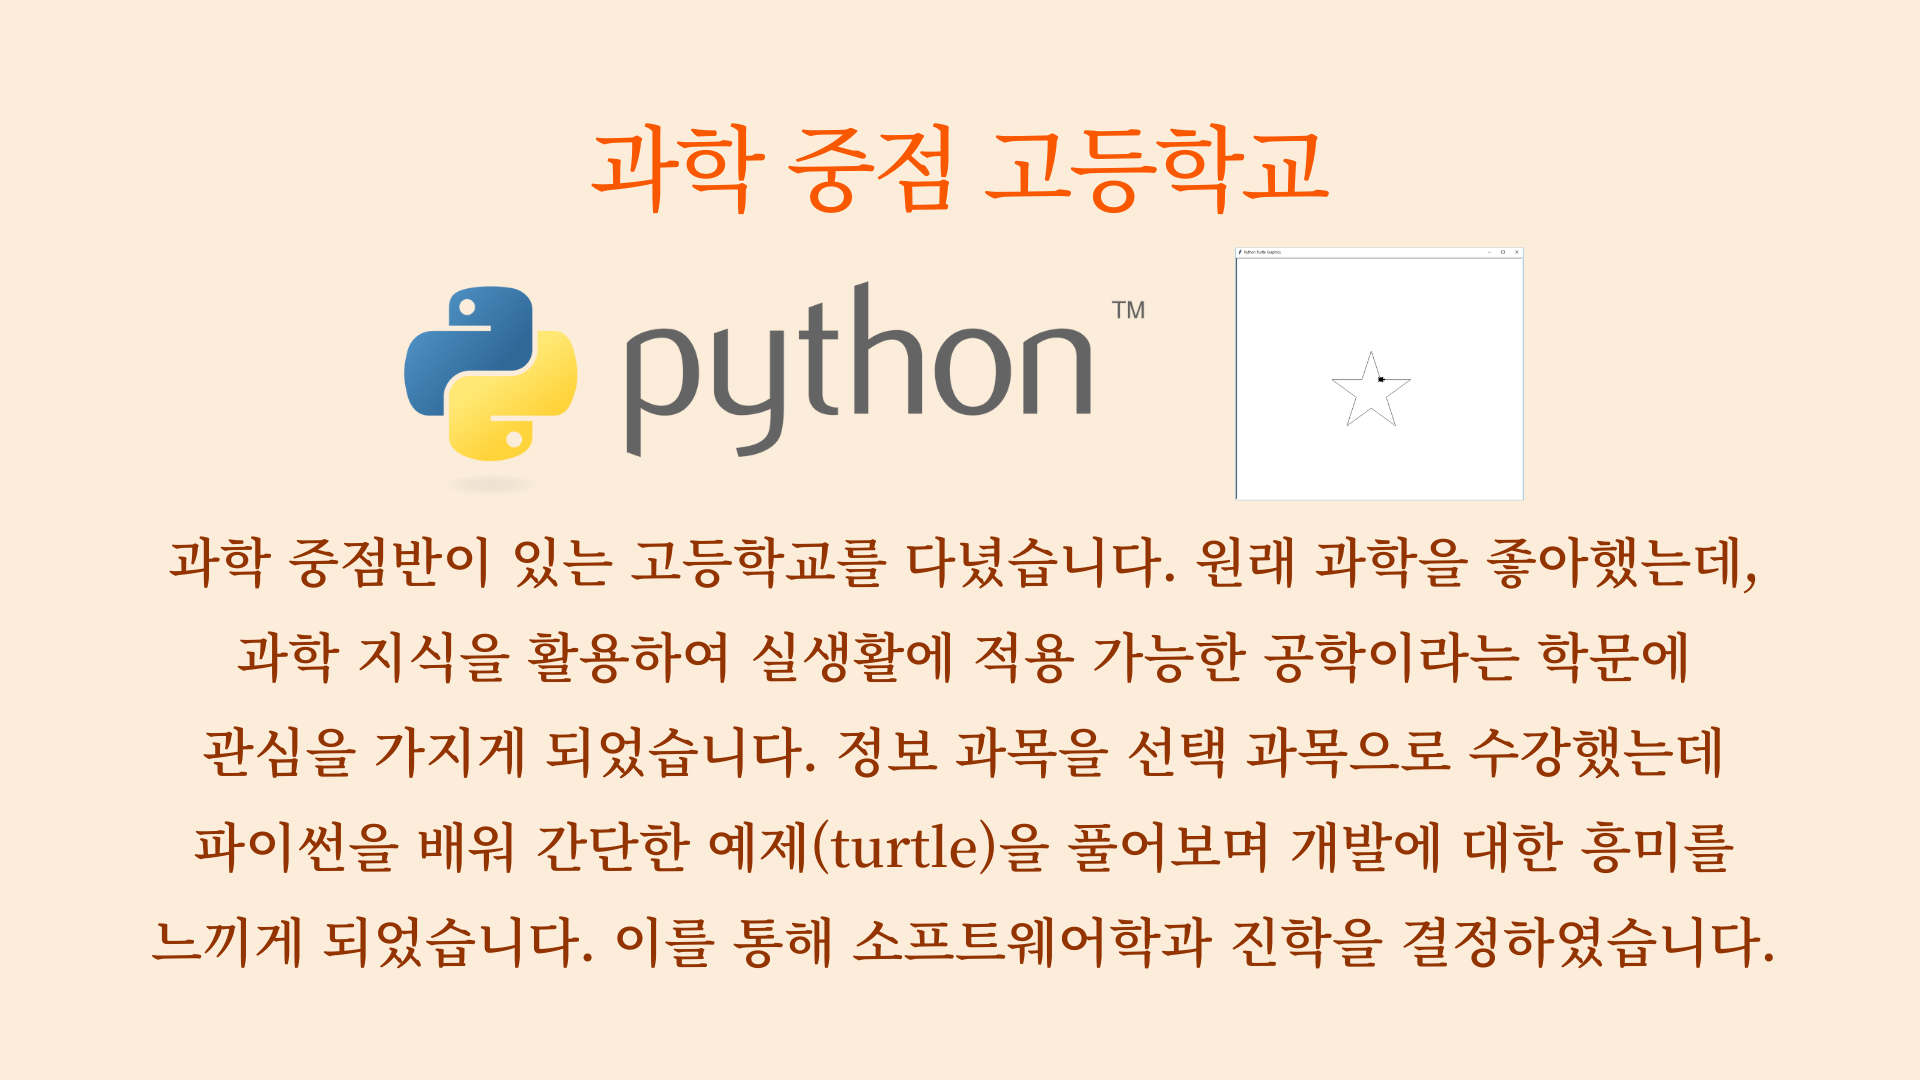 과학 중점 고등학교
python TM
Python Turtle Graphics
과학 중점반이 있는 고등학교를 다녔습니다. 원래 과학을 좋아했는데,
과학 지식을 활용하여 실생활에 적용 가능한 공학이라는 학문에
관심을 가지게 되었습니다. 정보 과목을 선택 과목으로 수강했는데
파이썬을 배워 간단한 예제(turtle)을 풀어보며 개발에 대한 흥미를
느끼게 되었습니다. 이를 통해 소프트웨어학과 진학을 결정하였습니다.